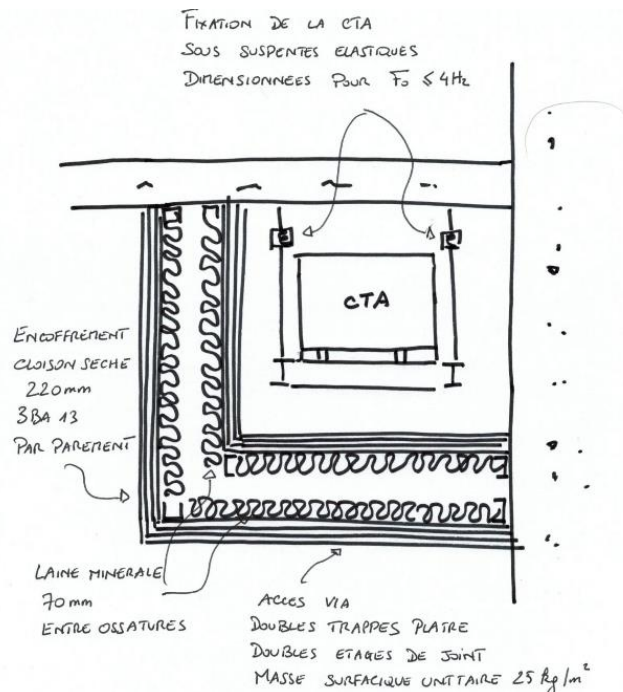 FIXATION DE LA CTA
SOUS SUSPENTES ELASTIQUES
DIMENSIONNEES POUR F₀ ≤ 4Hz
CTA
ENCOFFREMENT
CLOISON SECHE
220mm
3BA 13
PAR PAREMENT
LAINE MINERALE
70mm
ENTRE OSSATURES
ACCES VIA
DOUBLES TRAPPES PLATRE
DOUBLES ETAGES DE JOINT
MASSE SURFACIQUE UNITAIRE 25 kg/m²